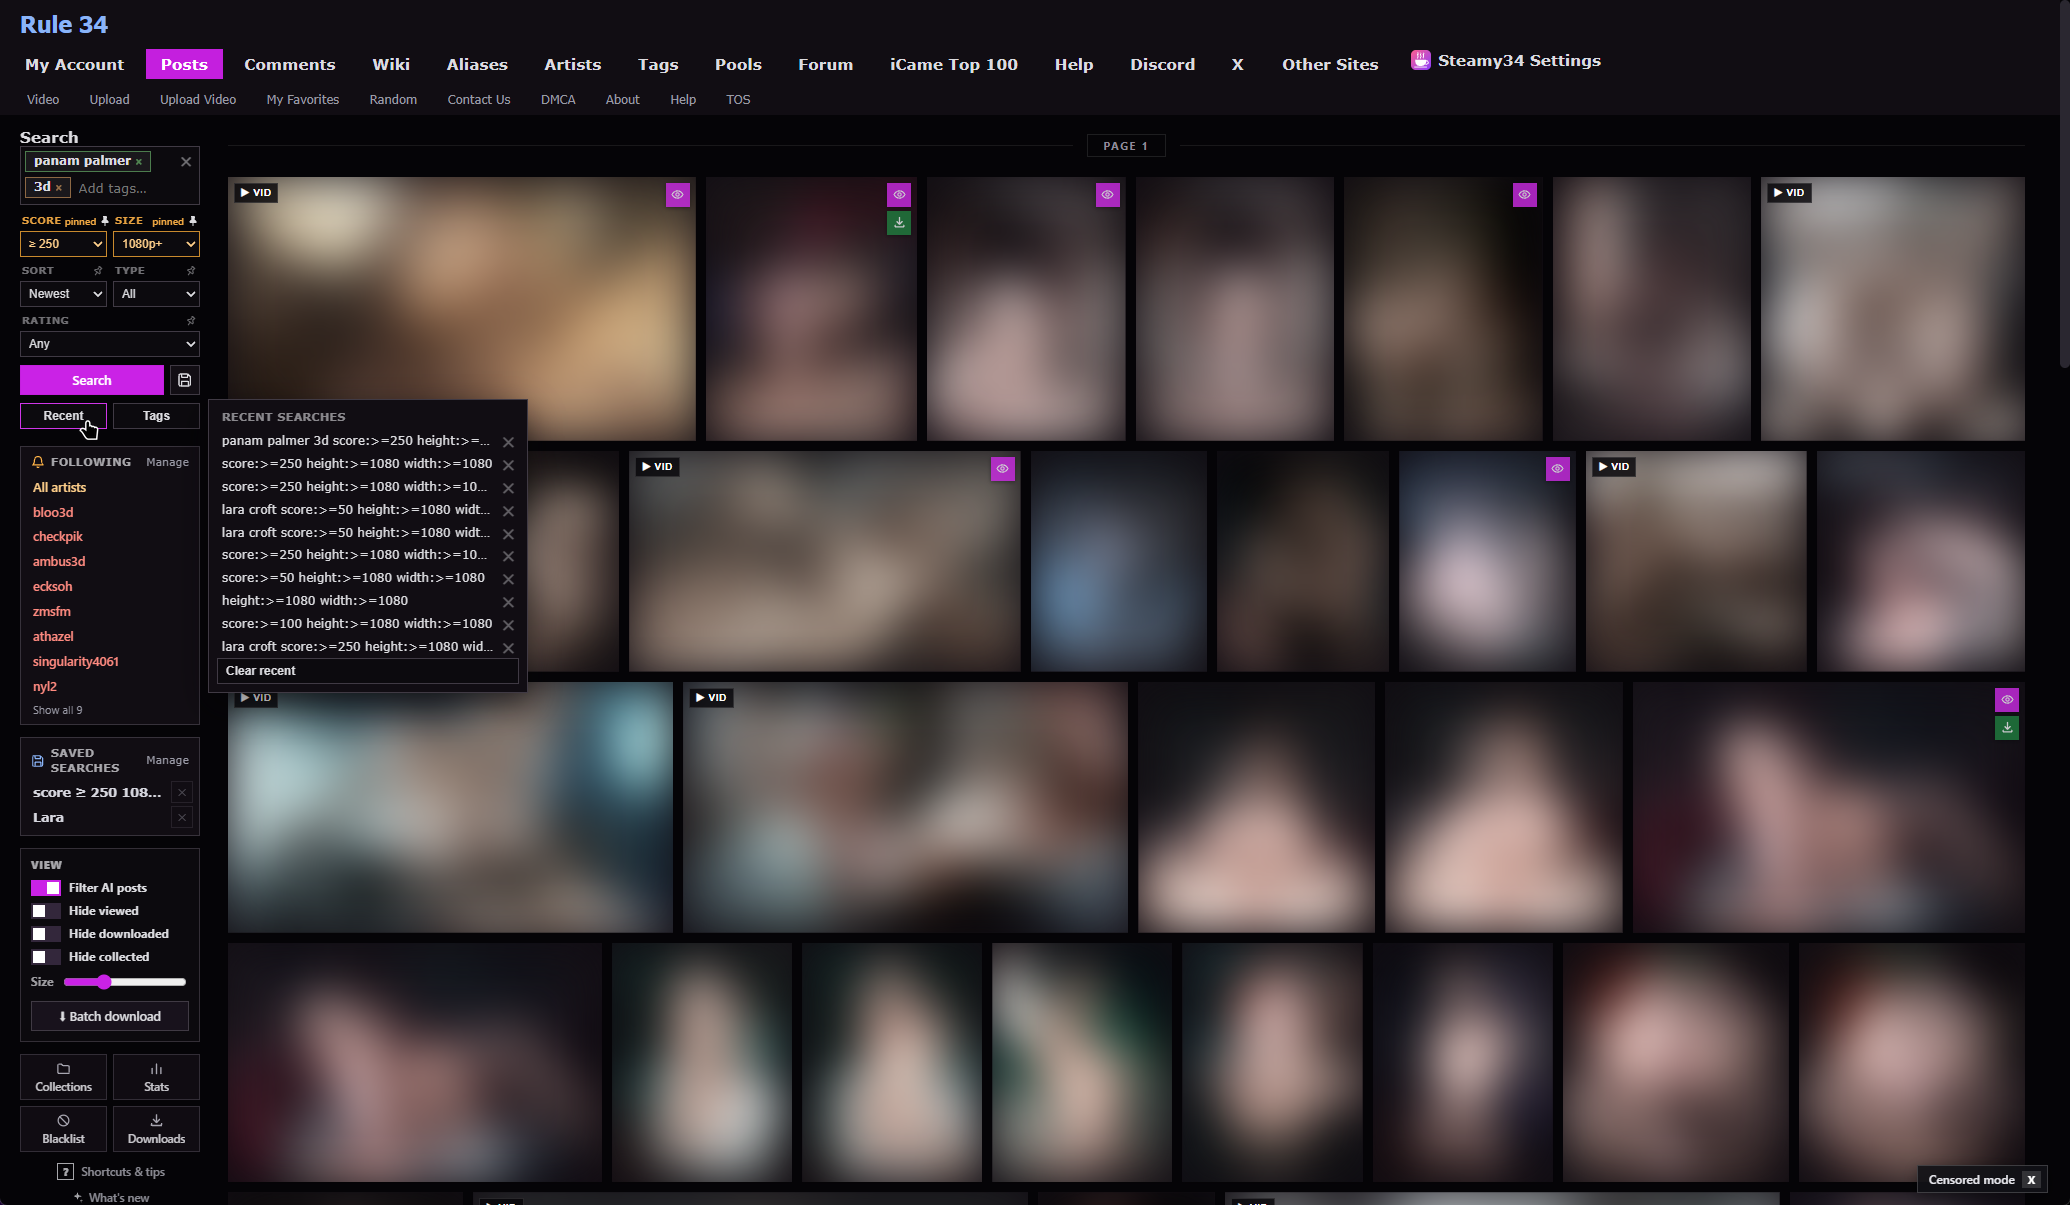 Rule 34
My Account Posts Comments Wiki Aliases Artists Tags Pools Forum iCame Top 100 Help Discord X Other Sites Steamy34 Settings
Video Upload Upload Video My Favorites Random Contact Us DMCA About Help TOS
Search
panam palmer ×
3d × Add tags...
SCORE pinned SIZE pinned
≥ 250 1080p+
SORT TYPE
Newest All
RATING
Any
Search
Recent Tags
FOLLOWING Manage
All artists
bloo3d
checkpik
ambus3d
ecksoh
zmsfm
athazel
singularity4061
nyl2
Show all 9
SAVED SEARCHES Manage
score ≥ 250 108...
Lara
VIEW
Filter AI posts
Hide viewed
Hide downloaded
Hide collected
Size
Batch download
Collections Stats
Blacklist Downloads
? Shortcuts & tips
What's new
RECENT SEARCHES
panam palmer 3d score:>=250 height:>=...
score:>=250 height:>=1080 width:>=1080
score:>=250 height:>=1080 width:>=10...
lara croft score:>=50 height:>=1080 widt...
lara croft score:>=50 height:>=1080 widt...
score:>=250 height:>=1080 width:>=10...
score:>=50 height:>=1080 width:>=1080
height:>=1080 width:>=1080
score:>=100 height:>=1080 width:>=1080
lara croft score:>=250 height:>=1080 wid...
Clear recent
PAGE 1
VID
VID
VID
VID
VID
VID
Censored mode X